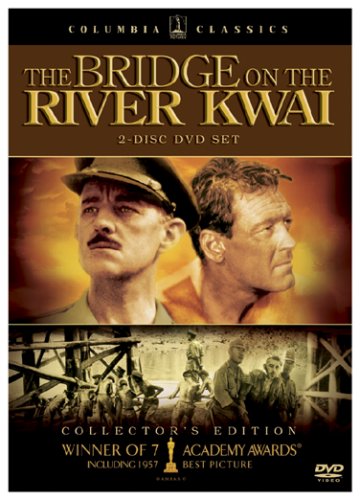 COLUMBIA CLASSICS
THE BRIDGE ON THE
RIVER KWAI
2-DISC DVD SET
COLLECTOR'S EDITION
WINNER OF 7 ACADEMY AWARDS®
INCLUDING 1957 BEST PICTURE
DVD
VIDEO